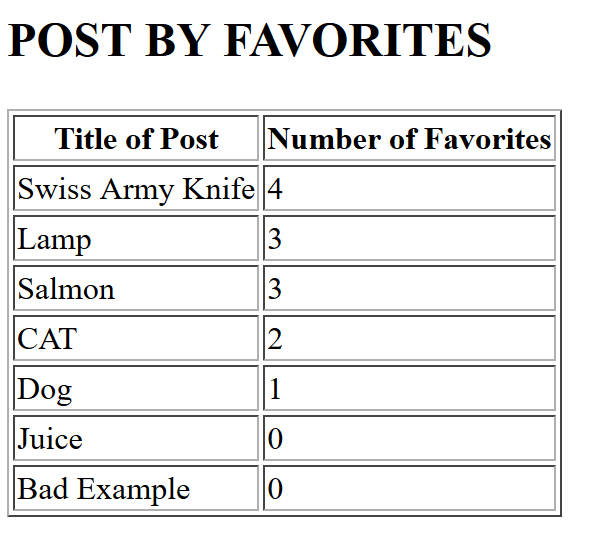 POST BY FAVORITES
Title of Post Number of Favorites
Swiss Army Knife 4
Lamp 3
Salmon 3
CAT 2
Dog 1
Juice 0
Bad Example 0